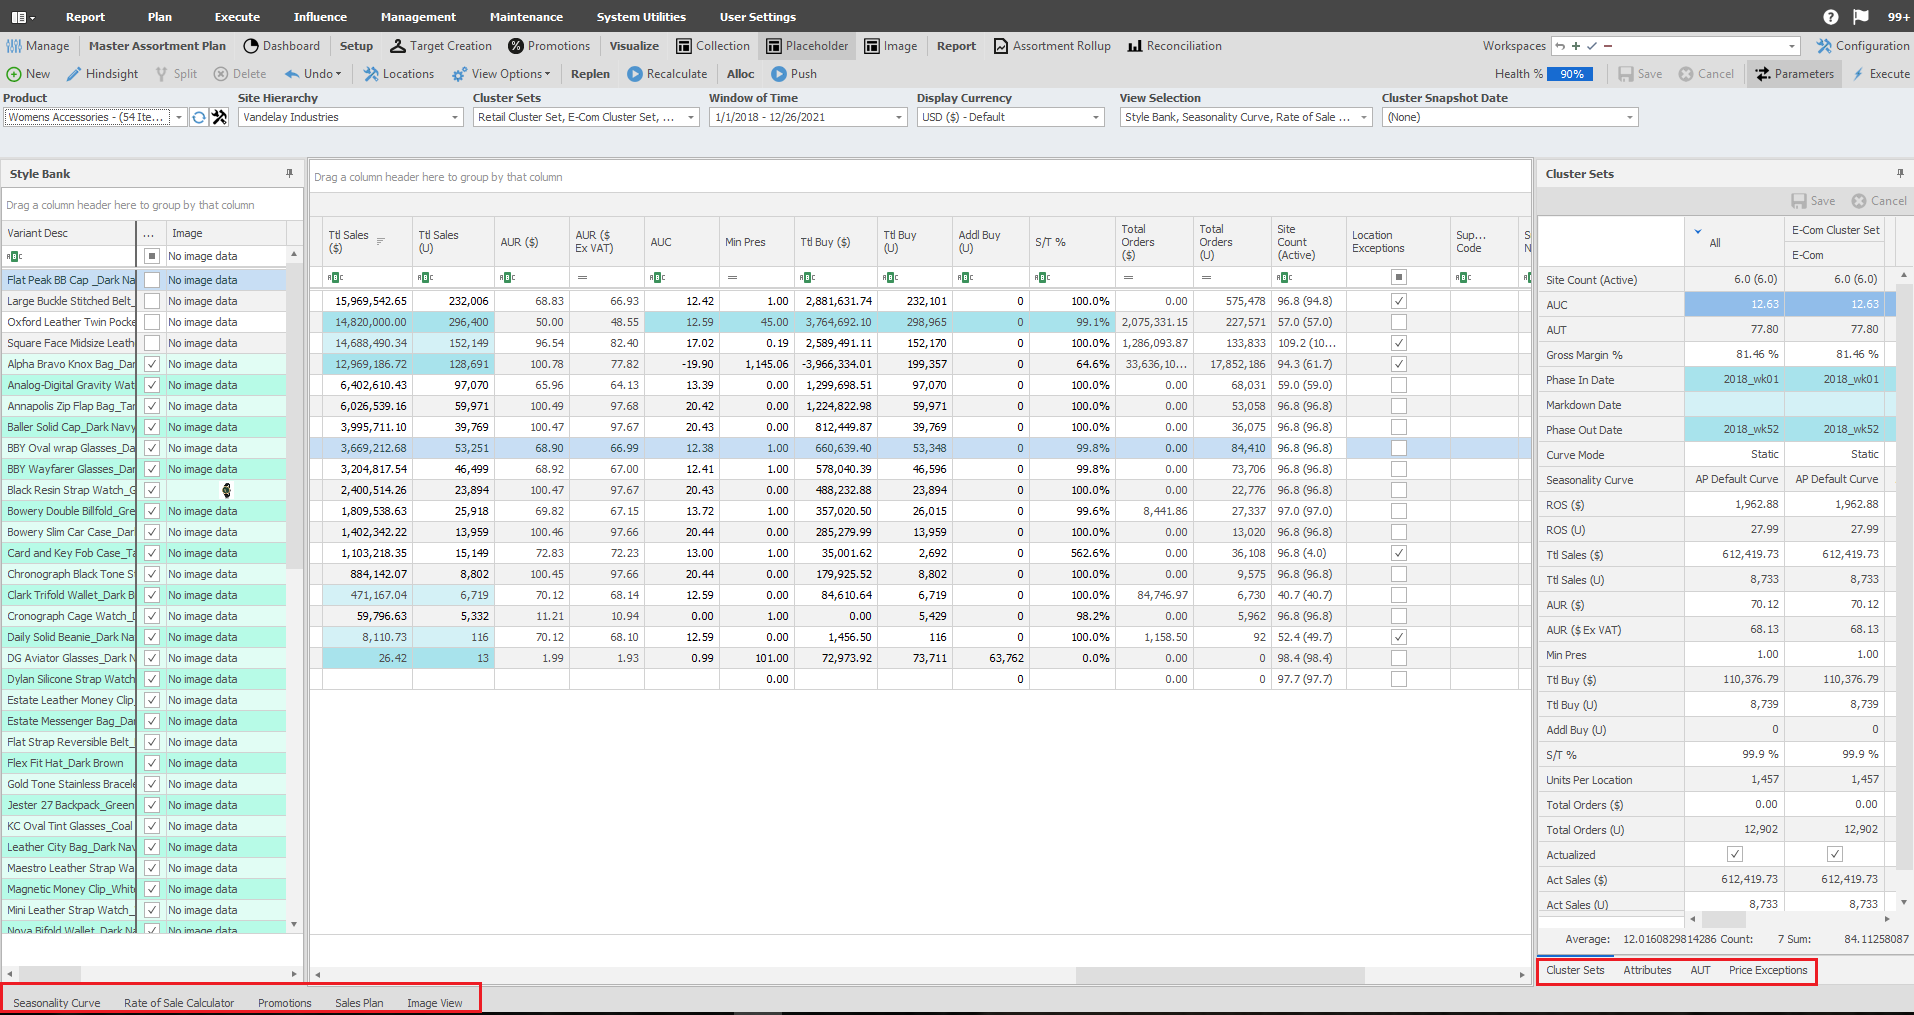 Report Plan Execute Influence Management Maintenance System Utilities User Settings 99+
Manage Master Assortment Plan Dashboard Setup Target Creation Promotions Visualize Collection Placeholder Image Report Assortment Rollup Reconciliation Workspaces Configuration
New Hindsight Split Delete Undo Locations View Options Replen Recalculate Alloc Push Health % 90% Save Cancel Parameters Execute
Product Site Hierarchy Cluster Sets Window of Time Display Currency View Selection Cluster Snapshot Date
Womens Accessories - (54 Ite... Vandelay Industries Retail Cluster Set, E-Com Cluster Set, ... 1/1/2018 - 12/26/2021 USD ($) - Default Style Bank, Seasonality Curve, Rate of Sale ... (None)
Style Bank
Drag a column header here to group by that column
Variant Desc ... Image
No image data
Flat Peak BB Cap _Dark Na No image data
Large Buckle Stitched Belt_ No image data
Oxford Leather Twin Pocke No image data
Square Face Midsize Leath No image data
Alpha Bravo Knox Bag_Dar No image data
Analog-Digital Gravity Wat No image data
Annapolis Zip Flap Bag_Tar No image data
Baller Solid Cap_Dark Navy No image data
BBY Oval wrap Glasses_Da No image data
BBY Wayfarer Glasses_Dar No image data
Black Resin Strap Watch_G
Bowery Double Billfold_Gre No image data
Bowery Slim Car Case_Dar No image data
Card and Key Fob Case_Ta No image data
Chronograph Black Tone S No image data
Clark Trifold Wallet_Dark B No image data
Cronograph Cage Watch_D No image data
Daily Solid Beanie_Dark Na No image data
DG Aviator Glasses_Dark N No image data
Dylan Silicone Strap Watch No image data
Estate Leather Money Clip_ No image data
Estate Messenger Bag_Dar No image data
Flat Strap Reversible Belt_ No image data
Flex Fit Hat_Dark Brown No image data
Gold Tone Stainless Bracele No image data
Jester 27 Backpack_Green No image data
KC Oval Tint Glasses_Coal No image data
Leather City Bag_Dark Nav No image data
Maestro Leather Strap Wa No image data
Magnetic Money Clip_White No image data
Mini Leather Strap Watch_ No image data
Nova Bifold Wallet_Dark Na No image data
Drag a column header here to group by that column
Ttl Sales ($) Ttl Sales (U) AUR ($) AUR ($ Ex VAT) AUC Min Pres Ttl Buy ($) Ttl Buy (U) Addl Buy (U) S/T % Total Orders ($) Total Orders (U) Site Count (Active) Location Exceptions Sup... Code
15,969,542.65 232,006 68.83 66.93 12.42 1.00 2,881,631.74 232,101 0 100.0% 0.00 575,478 96.8 (94.8)
14,820,000.00 296,400 50.00 48.55 12.59 45.00 3,764,692.10 298,965 0 99.1% 2,075,331.15 227,571 57.0 (57.0)
14,688,490.34 152,149 96.54 82.40 17.02 0.19 2,589,491.11 152,170 0 100.0% 1,286,093.87 133,833 109.2 (10...
12,969,186.72 128,691 100.78 77.82 -19.90 1,145.06 -3,966,334.01 199,357 0 64.6% 33,636,10... 17,852,186 94.3 (61.7)
6,402,610.43 97,070 65.96 64.13 13.39 0.00 1,299,698.51 97,070 0 100.0% 0.00 68,031 59.0 (59.0)
6,026,539.16 59,971 100.49 97.68 20.42 0.00 1,224,822.98 59,971 0 100.0% 0.00 53,058 96.8 (96.8)
3,995,711.10 39,769 100.47 97.67 20.43 0.00 812,449.87 39,769 0 100.0% 0.00 36,075 96.8 (96.8)
3,669,212.68 53,251 68.90 66.99 12.38 1.00 660,639.40 53,348 0 99.8% 0.00 84,410 96.8 (96.8)
3,204,817.54 46,499 68.92 67.00 12.41 1.00 578,040.39 46,596 0 99.8% 0.00 73,706 96.8 (96.8)
2,400,514.26 23,894 100.47 97.67 20.43 0.00 488,232.88 23,894 0 100.0% 0.00 22,776 96.8 (96.8)
1,809,538.63 25,918 69.82 67.15 13.72 1.00 357,020.50 26,015 0 99.6% 8,441.86 27,337 97.0 (97.0)
1,402,342.22 13,959 100.46 97.66 20.44 0.00 285,279.99 13,959 0 100.0% 0.00 13,020 96.8 (96.8)
1,103,218.35 15,149 72.83 72.23 13.00 1.00 35,001.62 2,692 0 562.6% 0.00 36,108 96.8 (4.0)
884,142.07 8,802 100.45 97.66 20.44 0.00 179,925.52 8,802 0 100.0% 0.00 9,575 96.8 (96.8)
471,167.04 6,719 70.12 68.14 12.59 0.00 84,610.64 6,719 0 100.0% 84,746.97 6,730 40.7 (40.7)
59,796.63 5,332 11.21 10.94 0.00 1.00 0.00 5,429 0 98.2% 0.00 5,962 96.8 (96.8)
8,110.73 116 70.12 68.10 12.59 0.00 1,456.50 116 0 100.0% 1,158.50 92 52.4 (49.7)
26.42 13 1.99 1.93 0.99 101.00 72,973.92 73,711 63,762 0.0% 0.00 0 98.4 (98.4)
0.00 0 0.00 0 97.7 (97.7)
Cluster Sets
Save Cancel
All E-Com Cluster Set
E-Com
Site Count (Active) 6.0 (6.0) 6.0 (6.0)
AUC 12.63 12.63
AUT 77.80 77.80
Gross Margin % 81.46 % 81.46 %
Phase In Date 2018_wk01 2018_wk01
Markdown Date
Phase Out Date 2018_wk52 2018_wk52
Curve Mode Static Static
Seasonality Curve AP Default Curve AP Default Curve
ROS ($) 1,962.88 1,962.88
ROS (U) 27.99 27.99
Ttl Sales ($) 612,419.73 612,419.73
Ttl Sales (U) 8,733 8,733
AUR ($) 70.12 70.12
AUR ($ Ex VAT) 68.13 68.13
Min Pres 1.00 1.00
Ttl Buy ($) 110,376.79 110,376.79
Ttl Buy (U) 8,739 8,739
Addl Buy (U) 0 0
S/T % 99.9 % 99.9 %
Units Per Location 1,457 1,457
Total Orders ($) 0.00 0.00
Total Orders (U) 12,902 12,902
Actualized
Act Sales ($) 612,419.73 612,419.73
Act Sales (U) 8,733 8,733
Average: 12.0160829814286 Count: 7 Sum: 84.11258087
Cluster Sets Attributes AUT Price Exceptions
Seasonality Curve Rate of Sale Calculator Promotions Sales Plan Image View